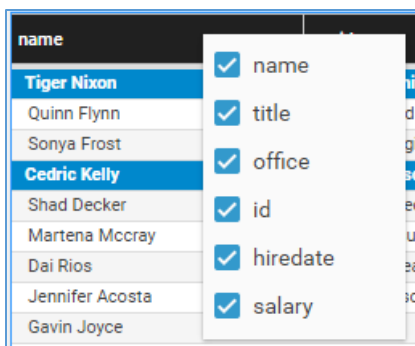 name
Tiger Nixon
Quinn Flynn
Sonya Frost
Cedric Kelly
Shad Decker
Martena Mccray
Dai Rios
Jennifer Acosta
Gavin Joyce
name
title
office
id
hiredate
salary